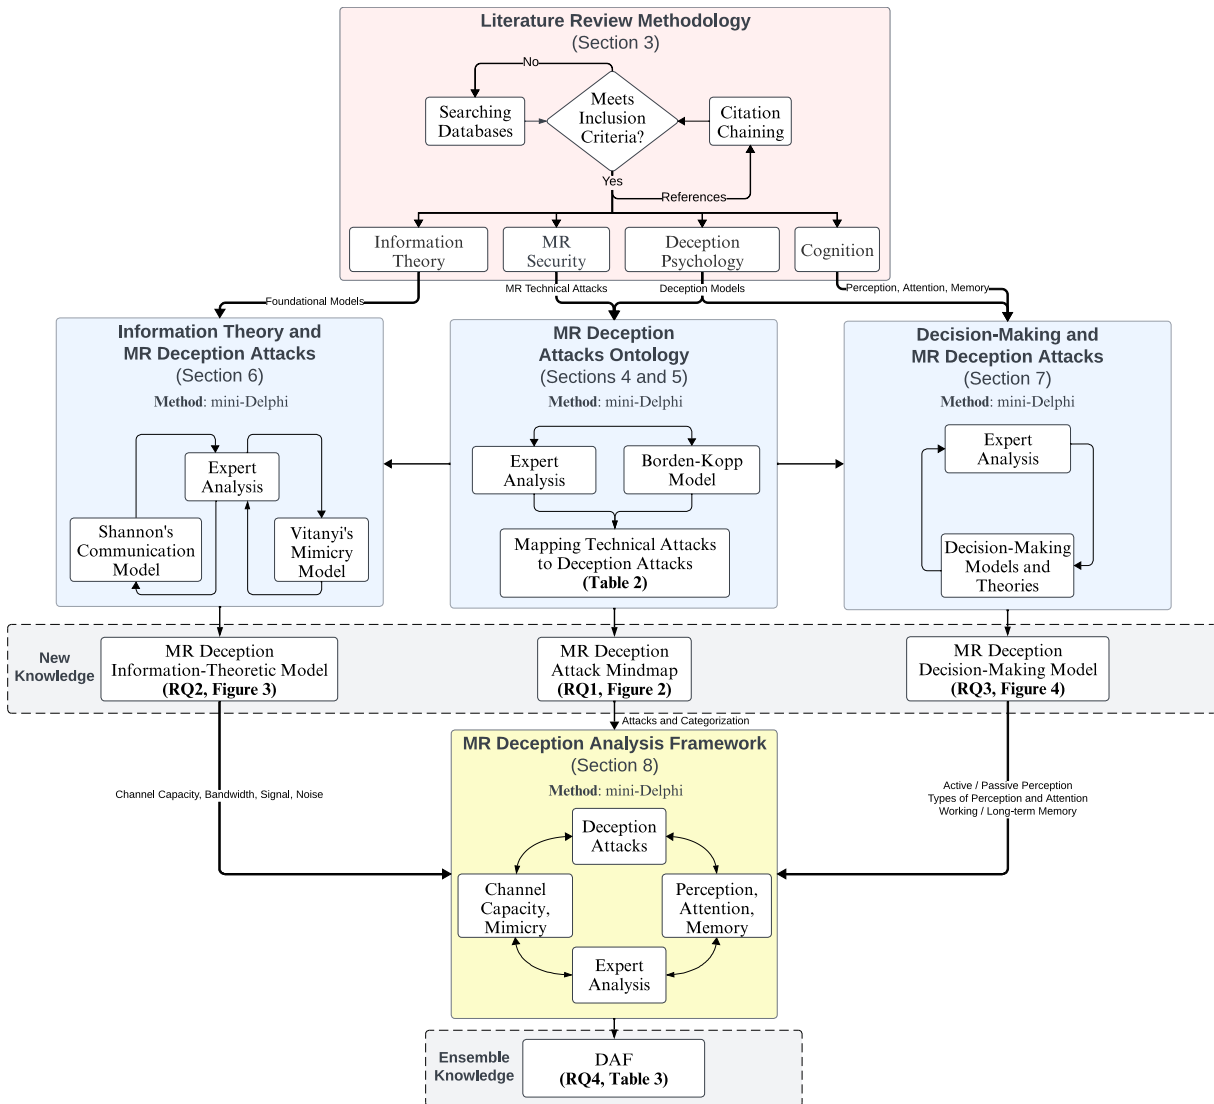 Literature Review Methodology
(Section 3)
No
Searching
Databases
Meets
Inclusion
Criteria?
Citation
Chaining
Yes
References
Information
Theory
MR
Security
Deception
Psychology
Cognition
Foundational Models
MR Technical Attacks
Deception Models
Perception, Attention, Memory
Information Theory and
MR Deception Attacks
(Section 6)
Method: mini-Delphi
Expert
Analysis
Shannon's
Communication
Model
Vitanyi's
Mimicry
Model
MR Deception
Attacks Ontology
(Sections 4 and 5)
Method: mini-Delphi
Expert
Analysis
Borden-Kopp
Model
Mapping Technical Attacks
to Deception Attacks
(Table 2)
Decision-Making and
MR Deception Attacks
(Section 7)
Method: mini-Delphi
Expert
Analysis
Decision-Making
Models and
Theories
New
Knowledge
MR Deception
Information-Theoretic Model
(RQ2, Figure 3)
MR Deception
Attack Mindmap
(RQ1, Figure 2)
MR Deception
Decision-Making Model
(RQ3, Figure 4)
Attacks and Categorization
Channel Capacity, Bandwidth, Signal, Noise
Active / Passive Perception
Types of Perception and Attention
Working / Long-term Memory
MR Deception Analysis Framework
(Section 8)
Method: mini-Delphi
Deception
Attacks
Channel
Capacity,
Mimicry
Perception,
Attention,
Memory
Expert
Analysis
Ensemble
Knowledge
DAF
(RQ4, Table 3)